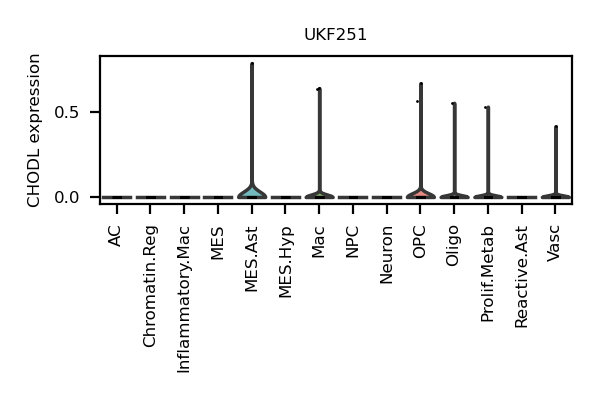 UKF251
CHODL expression
0.5
0.0
AC
Chromatin.Reg
Inflammatory.Mac
MES
MES.Ast
MES.Hyp
Mac
NPC
Neuron
OPC
Oligo
Prolif.Metab
Reactive.Ast
Vasc